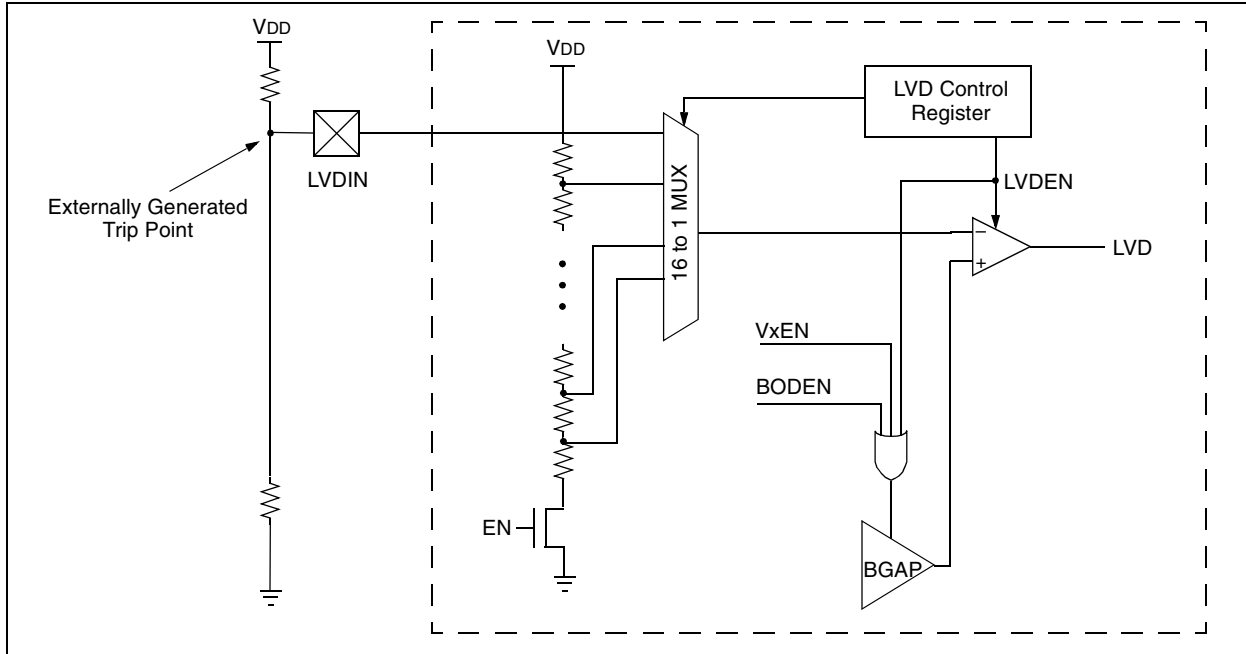 VDD
VDD
LVD Control
Register
LVDIN
16 to 1 MUX
LVDEN
Externally Generated
Trip Point
−
+
LVD
VxEN
BODEN
EN
BGAP